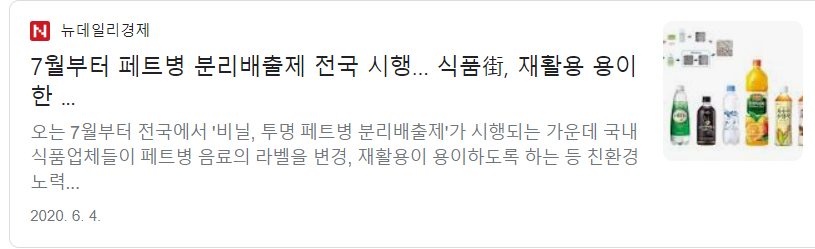 뉴데일리경제
7월부터 페트병 분리배출제 전국 시행... 식품街, 재활용 용이
한 ...
오는 7월부터 전국에서 '비닐, 투명 페트병 분리배출제'가 시행되는 가운데 국내
식품업체들이 페트병 음료의 라벨을 변경, 재활용이 용이하도록 하는 등 친환경
노력...
2020. 6. 4.